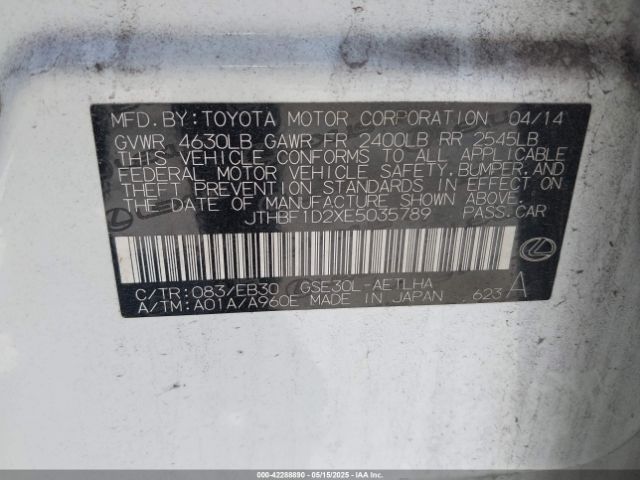 MFD. BY: TOYOTA MOTOR CORPORATION 04/14
GVWR 4630LB GAWR FR 2400LB RR 2545LB
THIS VEHICLE CONFORMS TO ALL APPLICABLE
FEDERAL MOTOR VEHICLE SAFETY, BUMPER, AND
THEFT PREVENTION STANDARDS IN EFFECT ON
THE DATE OF MANUFACTURE SHOWN ABOVE.
JTHBF1D2XE5035789 PASS.CAR
C/TR: 083/EB30 GSE30L-AETLHA
A/TM: A01A/A960E MADE IN JAPAN 623 A
000-42288890 - 05/15/2025 - IAAI.COM